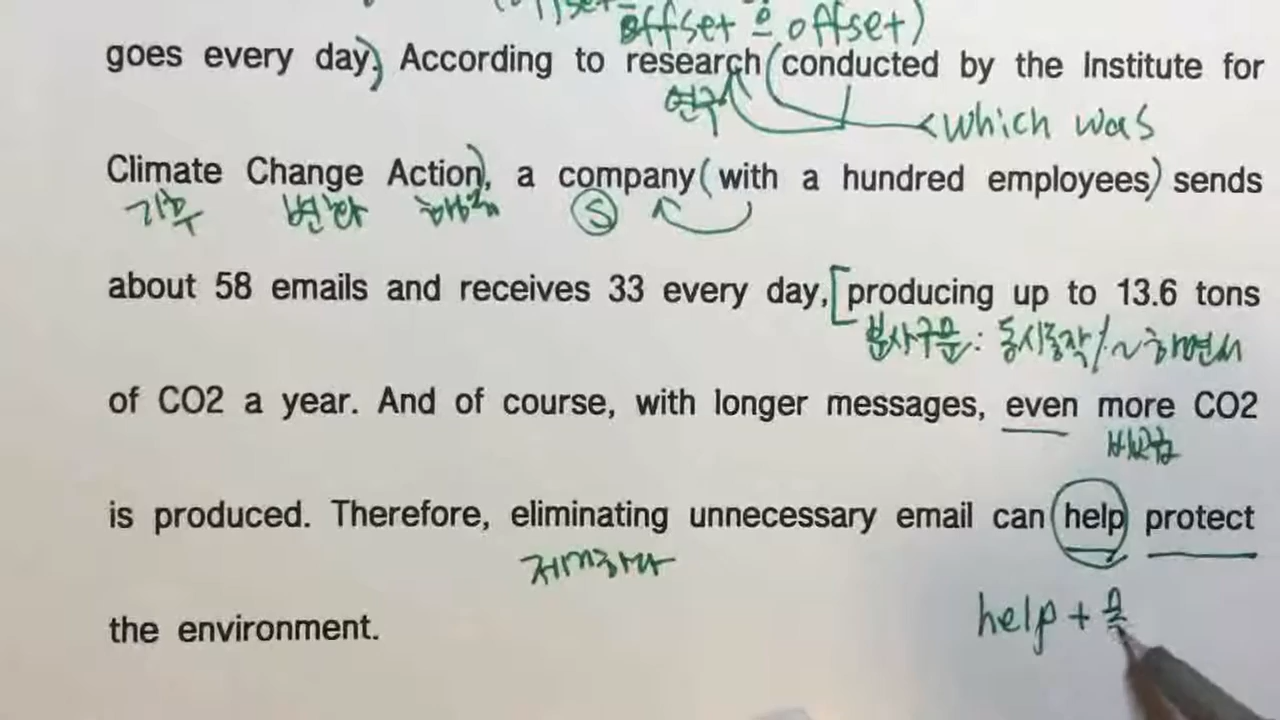 offset 을 offset)
goes every day) According to research (conducted by the Institute for
연구 which was
Climate Change Action), a company (with a hundred employees) sends
기후 변화 행동 S
about 58 emails and receives 33 every day, [producing up to 13.6 tons
분사구문 : 동시동작 / ~하면서
of CO2 a year. And of course, with longer messages, even more CO2
비교급
is produced. Therefore, eliminating unnecessary email can help protect
제거하다
the environment.
help +